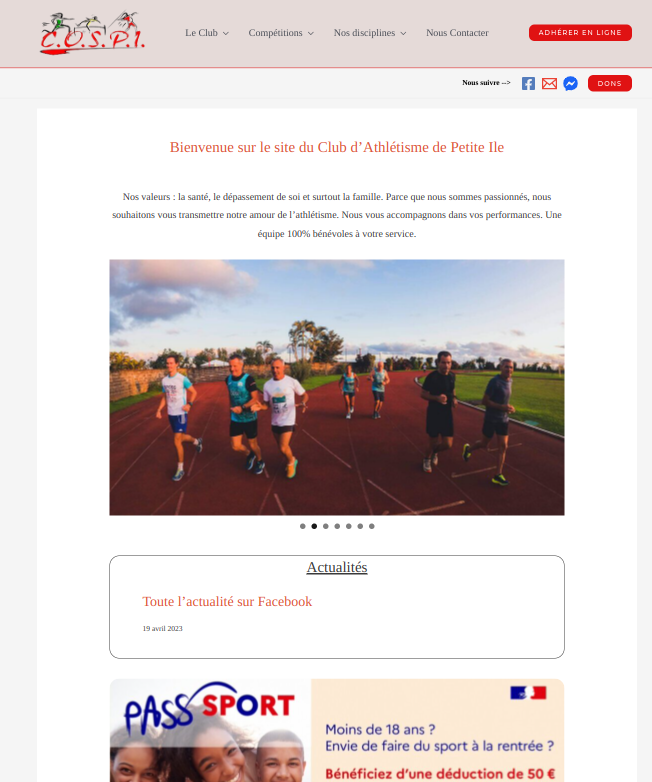 C.O.S.P.I.
Le Club
Compétitions
Nos disciplines
Nous Contacter
ADHÉRER EN LIGNE
Nous suivre -->
DONS
Bienvenue sur le site du Club d’Athlétisme de Petite Ile
Nos valeurs : la santé, le dépassement de soi et surtout la famille. Parce que nous sommes passionnés, nous
souhaitons vous transmettre notre amour de l’athlétisme. Nous vous accompagnons dans vos performances. Une
équipe 100% bénévoles à votre service.
Actualités
Toute l’actualité sur Facebook
19 avril 2023
PASS SPORT
Moins de 18 ans ?
Envie de faire du sport à la rentrée ?
Bénéficiez d’une déduction de 50 €